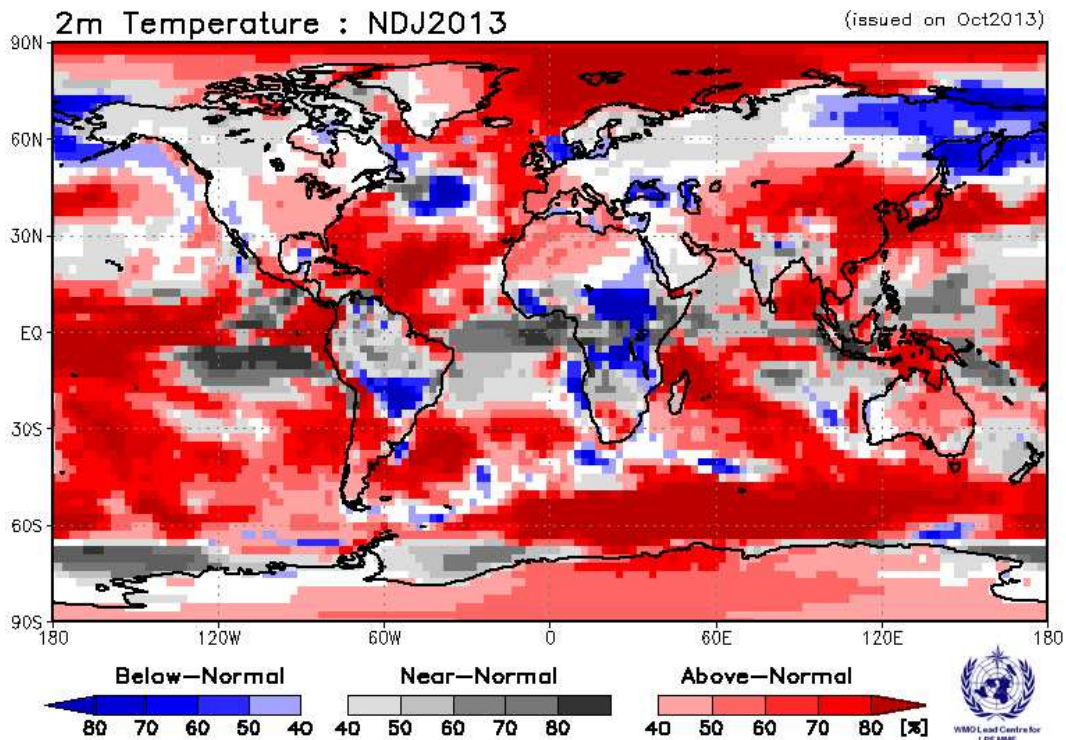 2m Temperature : NDJ2013
(issued on Oct2013)
90N
60N
30N
EQ
30S
60S
90S
180 120W 60W 0 60E 120E 180
Below-Normal Near-Normal Above-Normal
80 70 60 50 40 40 50 60 70 80 40 50 60 70 80 [%]
WMO Lead Centre for